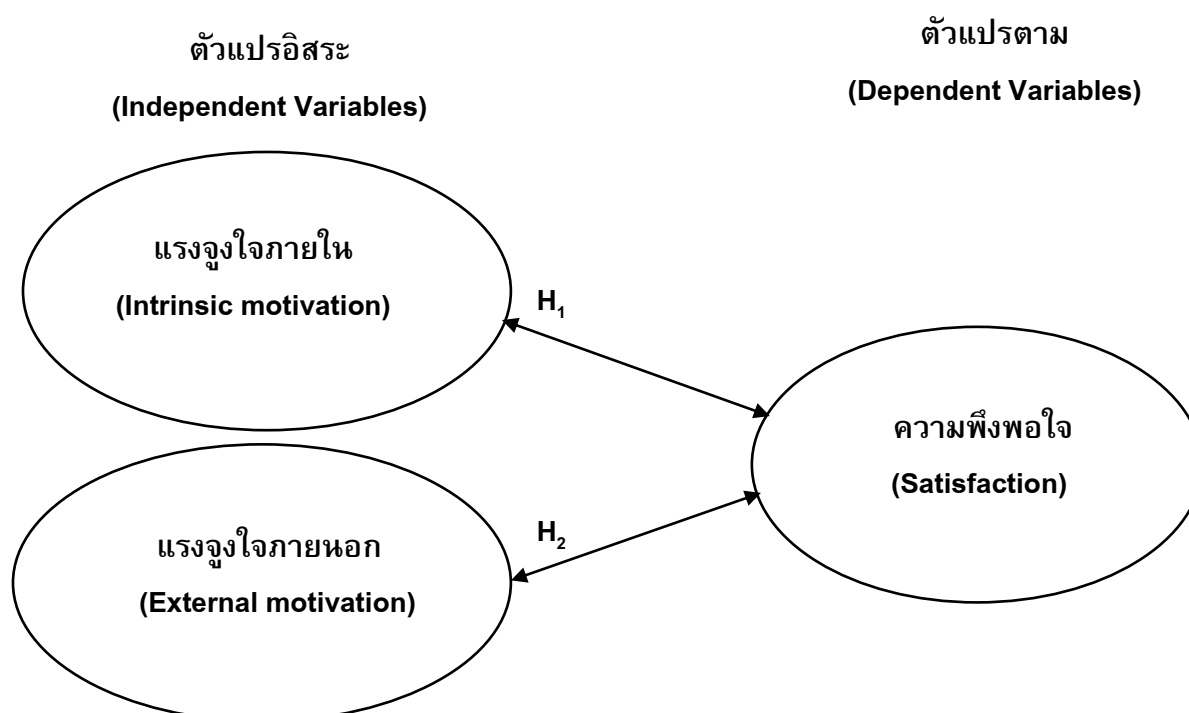 ตัวแปรอิสระ
(Independent Variables)
ตัวแปรตาม
(Dependent Variables)
แรงจูงใจภายใน
(Intrinsic motivation)
H₁
ความพึงพอใจ
(Satisfaction)
H₂
แรงจูงใจภายนอก
(External motivation)